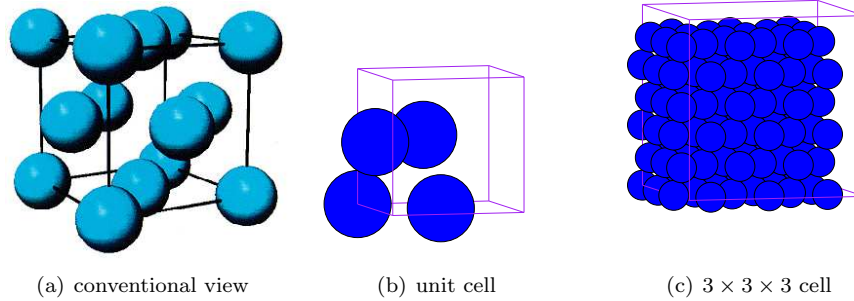 (a) conventional view
(b) unit cell
(c) 3 × 3 × 3 cell